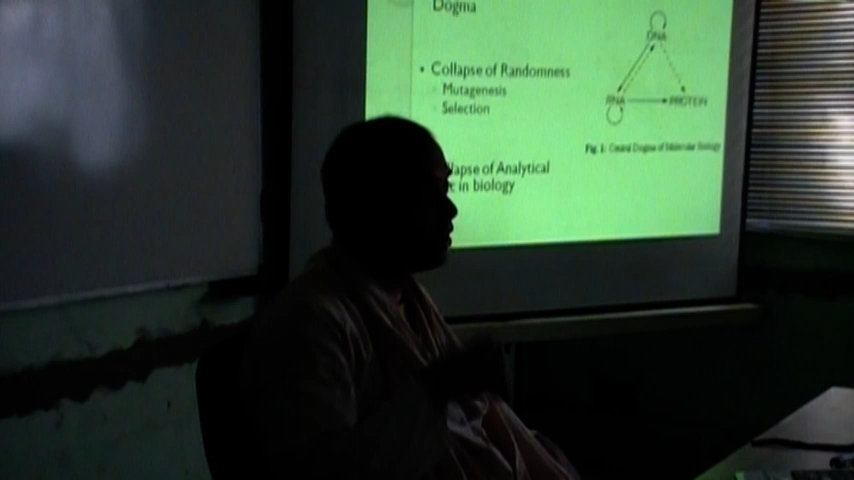 Dogma
• Collapse of Randomness
Mutagenesis
Selection
lapse of Analytical
in biology
DNA
RNA
PROTEIN
Fig. 1: Central Dogma of Molecular Biology